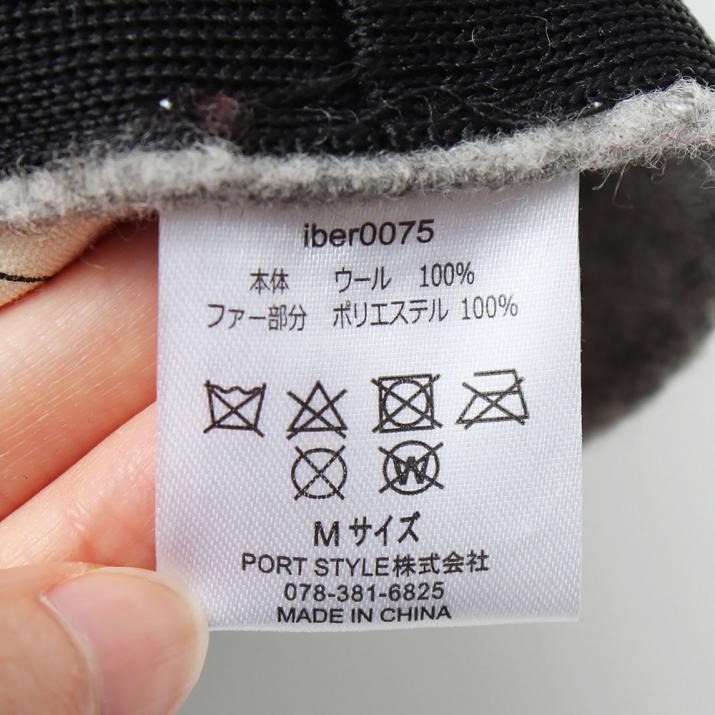 iber0075
本体 ウール 100%
ファー部分 ポリエステル 100%
W
M サイズ
PORT STYLE株式会社
078-381-6825
MADE IN CHINA